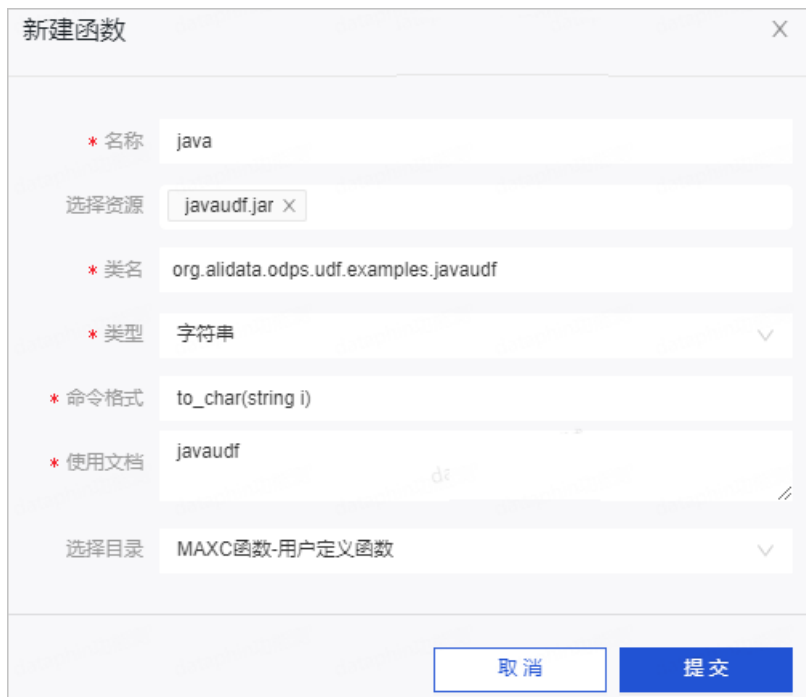 新建函数
* 名称 java
选择资源 javaudf.jar
* 类名 org.alidata.odps.udf.examples.javaudf
* 类型 字符串
* 命令格式 to_char(string i)
* 使用文档 javaudf
选择目录 MAXC函数-用户定义函数
取消 提交